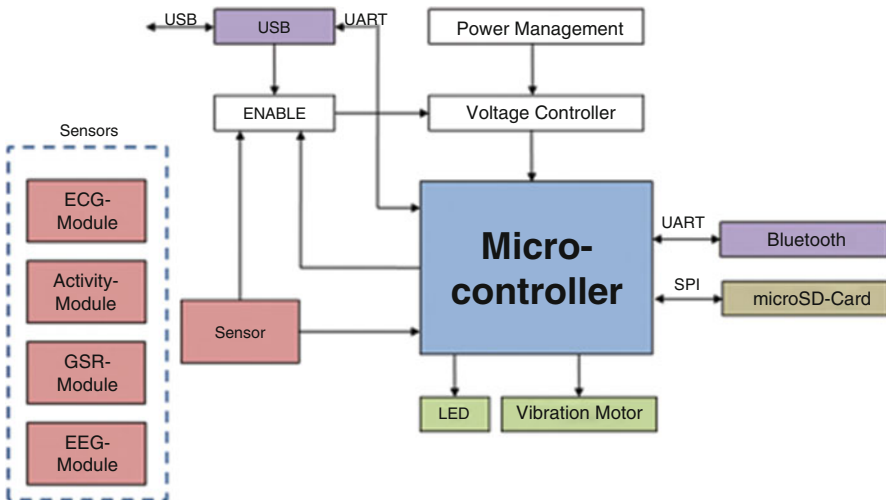 USB
USB
UART
Power Management
ENABLE
Voltage Controller
Sensors
ECG-
Module
Activity-
Module
GSR-
Module
EEG-
Module
Sensor
Micro-
controller
UART
Bluetooth
SPI
microSD-Card
LED
Vibration Motor